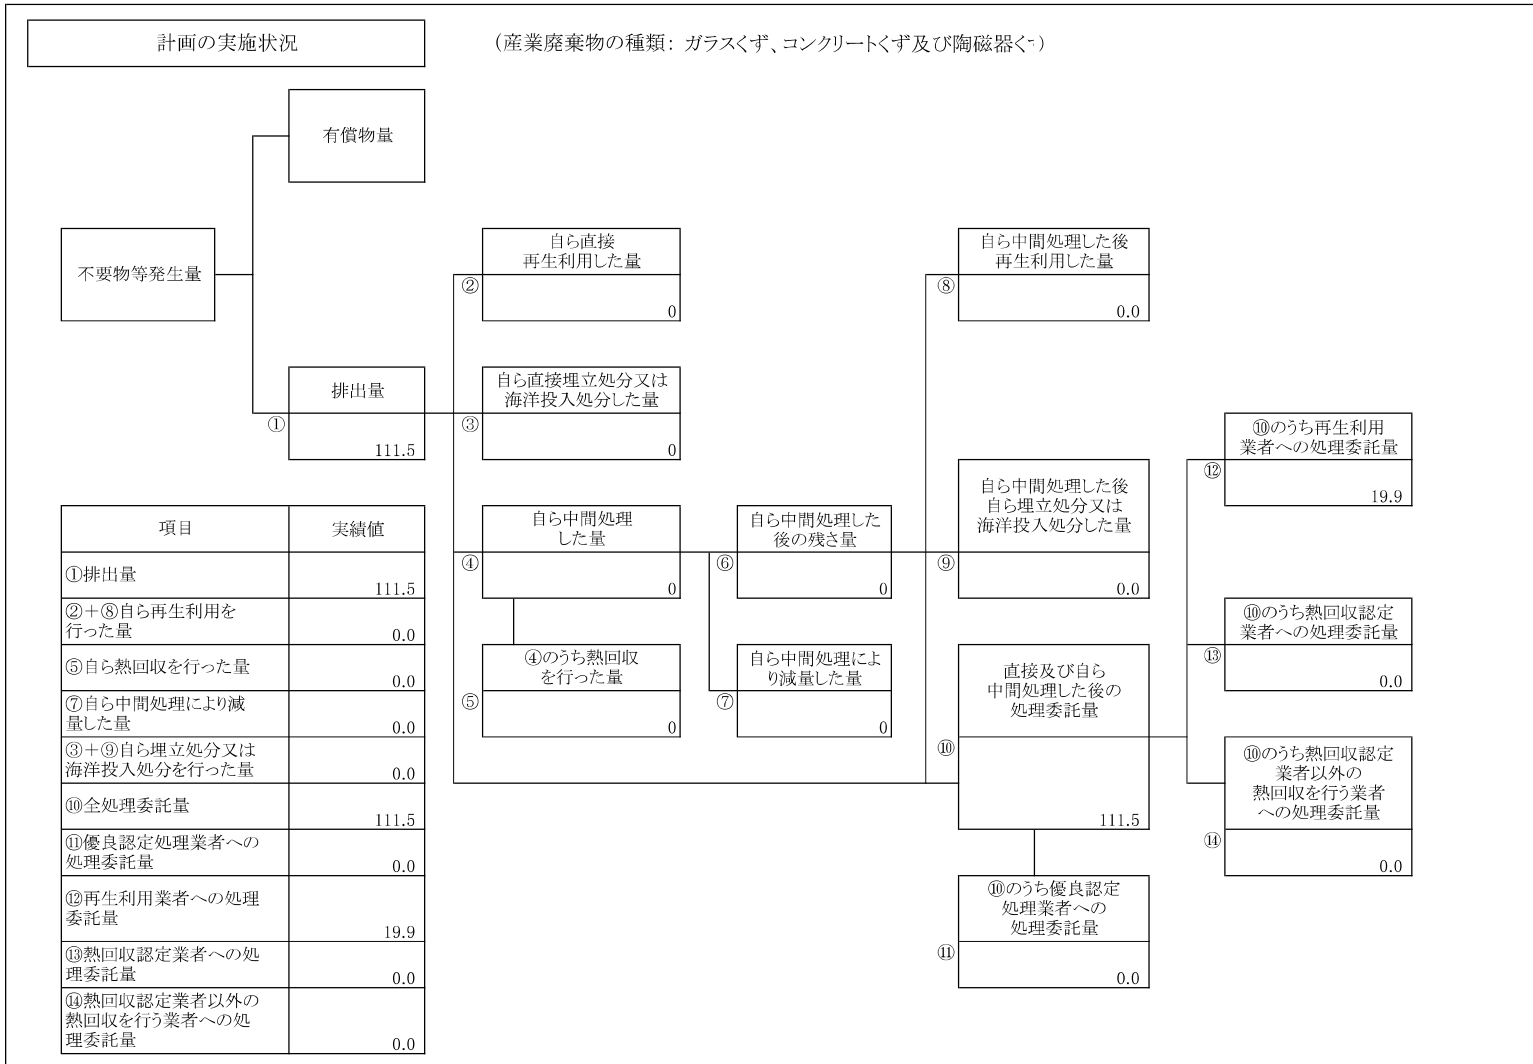 計画の実施状況
(産業廃棄物の種類: ガラスくず、コンクリートくず及び陶磁器く
有償物量
不要物等発生量
自ら直接
再生利用した量
②
0
自ら中間処理した後
再生利用した量
⑧
0.0
排出量
①
111.5
自ら直接埋立処分又は
海洋投入処分した量
③
0
⑩のうち再生利用
業者への処理委託量
⑫
19.9
自ら中間処理
した量
④
0
自ら中間処理した
後の残さ量
⑥
0
自ら中間処理した後
自ら埋立処分又は
海洋投入処分した量
⑨
0.0
⑩のうち熱回収認定
業者への処理委託量
⑬
0.0
④のうち熱回収
を行った量
⑤
0
自ら中間処理によ
り減量した量
⑦
0
直接及び自ら
中間処理した後の
処理委託量
⑩
111.5
⑩のうち熱回収認定
業者以外の
熱回収を行う業者
への処理委託量
⑭
0.0
⑩のうち優良認定
処理業者への
処理委託量
⑪
0.0
項目 実績値
①排出量
111.5
②＋⑧自ら再生利用を
行った量
0.0
⑤自ら熱回収を行った量
0.0
⑦自ら中間処理により減
量した量
0.0
③＋⑨自ら埋立処分又は
海洋投入処分を行った量
0.0
⑩全処理委託量
111.5
⑪優良認定処理業者への
処理委託量
0.0
⑫再生利用業者への処理
委託量
19.9
⑬熱回収認定業者への処
理委託量
0.0
⑭熱回収認定業者以外の
熱回収を行う業者への処
理委託量
0.0